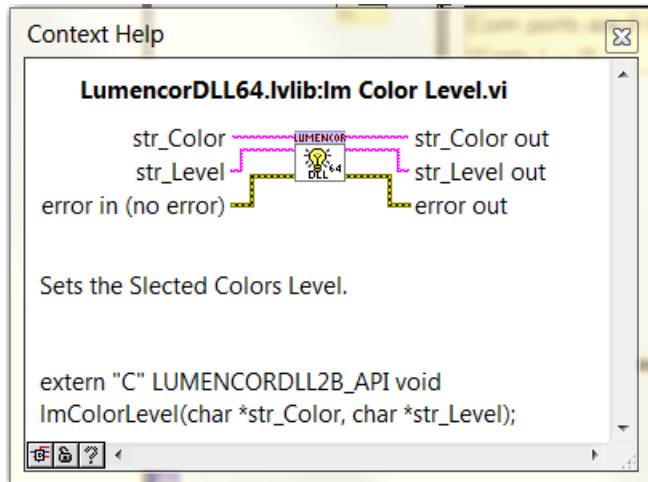 Context Help
LumencorDLL64.lvlib:lm Color Level.vi
str_Color LUMENCOR str_Color out
str_Level DLL 64 str_Level out
error in (no error) error out
Sets the Slected Colors Level.
extern "C" LUMENCORDLL2B_API void
lmColorLevel(char *str_Color, char *str_Level);
?